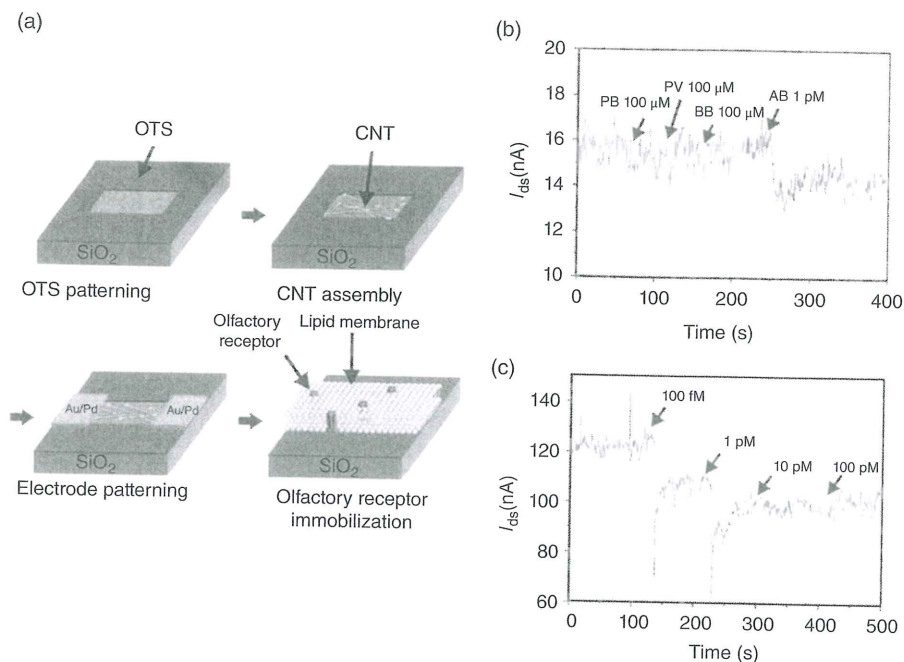 (a)
OTS
CNT
SiO₂
SiO₂
OTS patterning
CNT assembly
Olfactory
receptor
Lipid membrane
Au/Pd
Au/Pd
SiO₂
SiO₂
Electrode patterning
Olfactory receptor
immobilization
(b)
20
18
16
14
12
10
I_ds(nA)
PB 100 µM
PV 100 µM
BB 100 µM
AB 1 pM
0 100 200 300 400
Time (s)
(c)
140
120
100
80
60
I_ds(nA)
100 fM
1 pM
10 pM
100 pM
0 100 200 300 400 500
Time (s)